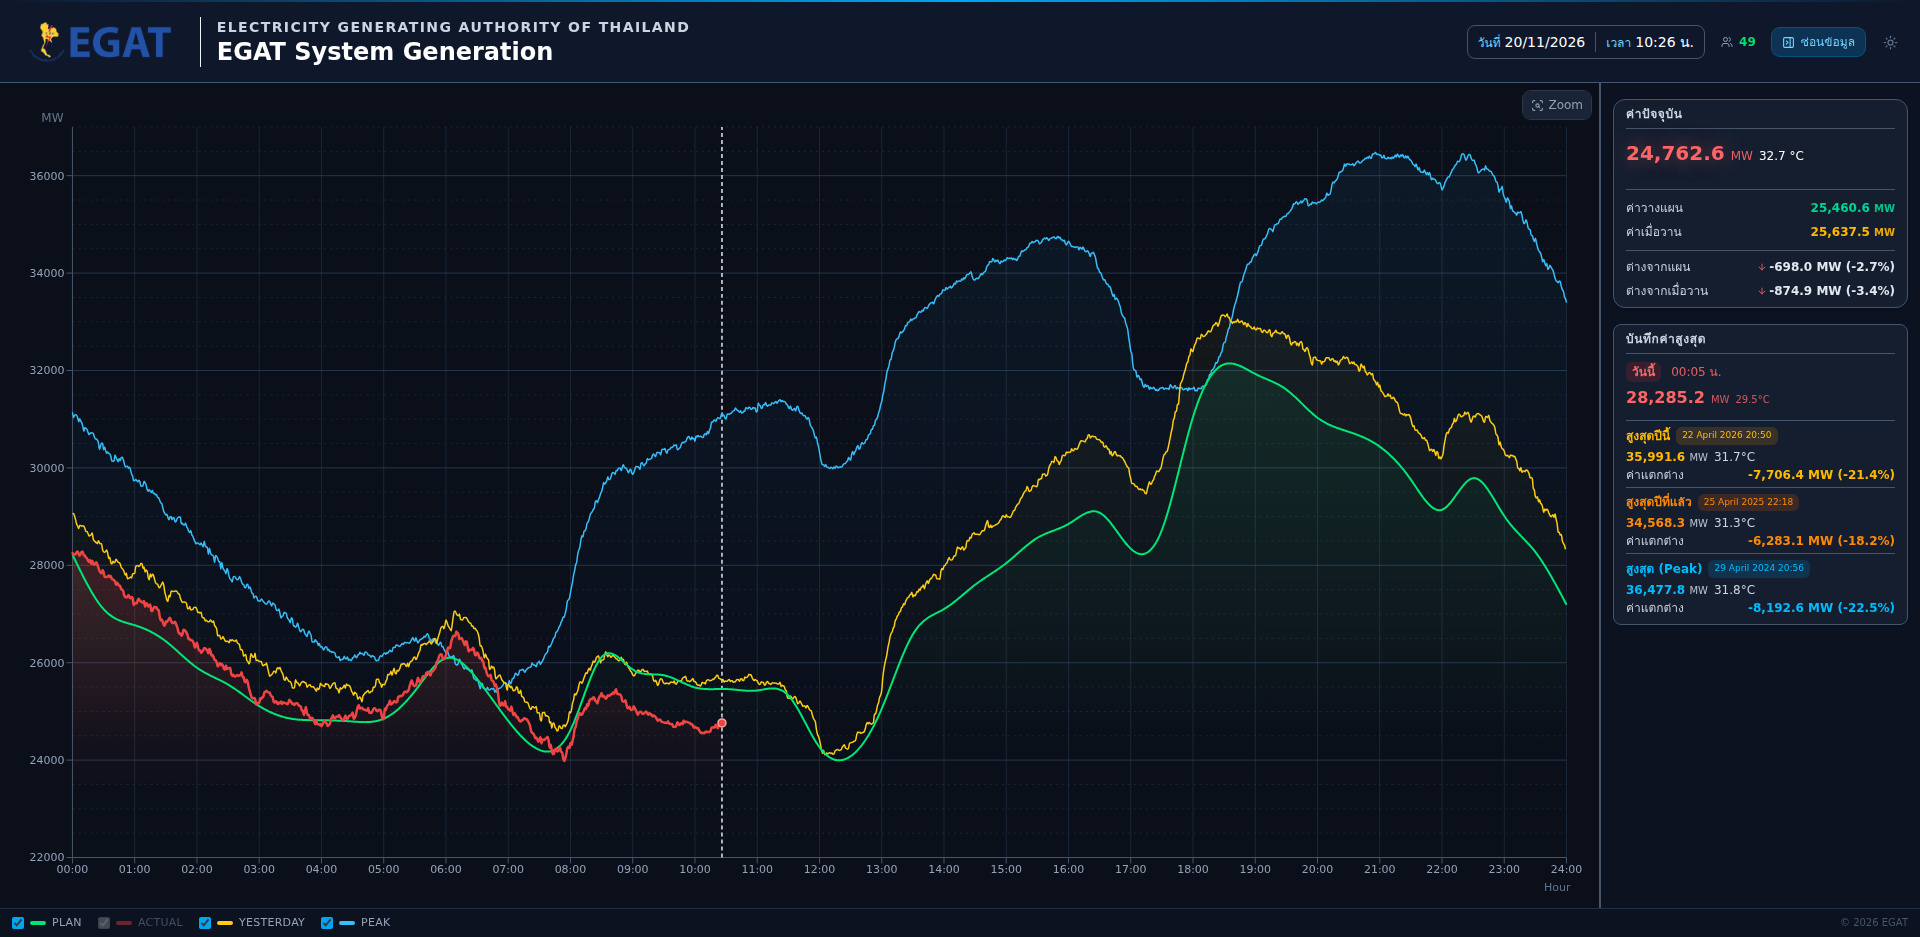 EGAT
ELECTRICITY GENERATING AUTHORITY OF THAILAND
EGAT System Generation
วันที่ 20/11/2026 เวลา 10:26 น.
49
ซ่อนข้อมูล
Zoom
MW
36000
34000
32000
30000
28000
26000
24000
22000
00:00 01:00 02:00 03:00 04:00 05:00 06:00 07:00 08:00 09:00 10:00 11:00 12:00 13:00 14:00 15:00 16:00 17:00 18:00 19:00 20:00 21:00 22:00 23:00 24:00
Hour
ค่าปัจจุบัน
24,762.6 MW 32.7 °C
ค่าวางแผน 25,460.6 MW
ค่าเมื่อวาน 25,637.5 MW
ต่างจากแผน ↓ -698.0 MW (-2.7%)
ต่างจากเมื่อวาน ↓ -874.9 MW (-3.4%)
บันทึกค่าสูงสุด
วันนี้ 00:05 น.
28,285.2 MW 29.5°C
สูงสุดปีนี้ 22 April 2026 20:50
35,991.6 MW 31.7°C
ค่าแตกต่าง -7,706.4 MW (-21.4%)
สูงสุดปีที่แล้ว 25 April 2025 22:18
34,568.3 MW 31.3°C
ค่าแตกต่าง -6,283.1 MW (-18.2%)
สูงสุด (Peak) 29 April 2024 20:56
36,477.8 MW 31.8°C
ค่าแตกต่าง -8,192.6 MW (-22.5%)
PLAN ACTUAL YESTERDAY PEAK
© 2026 EGAT